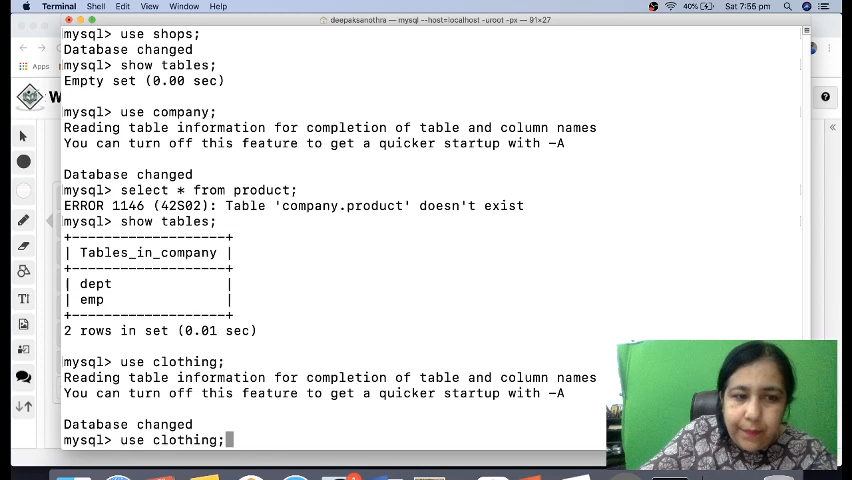 Terminal Shell Edit View Window Help 40% Sat 7:55 pm
deepaksanothra — mysql --host=localhost -uroot -px — 91×27
mysql> use shops;
Database changed
mysql> show tables;
Empty set (0.00 sec)
mysql> use company;
Reading table information for completion of table and column names
You can turn off this feature to get a quicker startup with -A
Database changed
mysql> select * from product;
ERROR 1146 (42S02): Table 'company.product' doesn't exist
mysql> show tables;
+-------------------+
| Tables_in_company |
+-------------------+
| dept              |
| emp               |
+-------------------+
2 rows in set (0.01 sec)
mysql> use clothing;
Reading table information for completion of table and column names
You can turn off this feature to get a quicker startup with -A
Database changed
mysql> use clothing;
Apps
W
TI